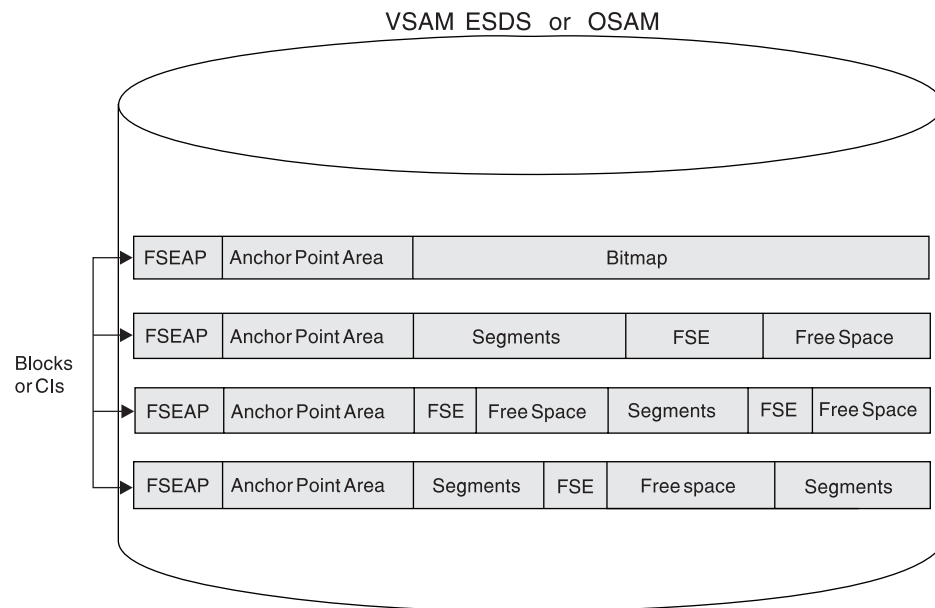 VSAM ESDS or OSAM
FSEAP Anchor Point Area Bitmap
FSEAP Anchor Point Area Segments FSE Free Space
Blocks
or CIs
FSEAP Anchor Point Area FSE Free Space Segments FSE Free Space
FSEAP Anchor Point Area Segments FSE Free space Segments